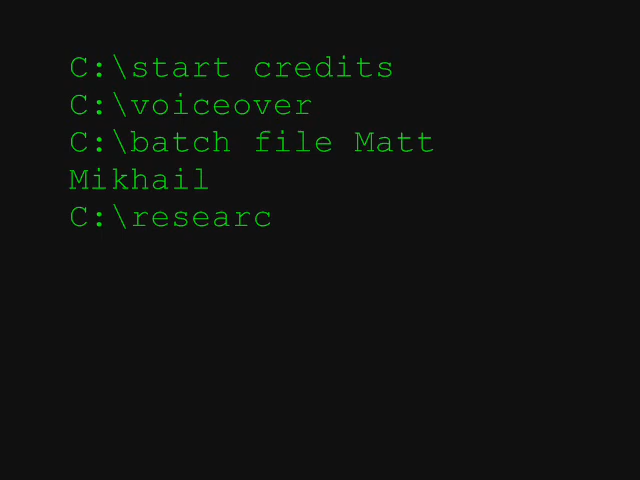 C:\start credits
C:\voiceover
C:\batch file Matt
Mikhail
C:\researc